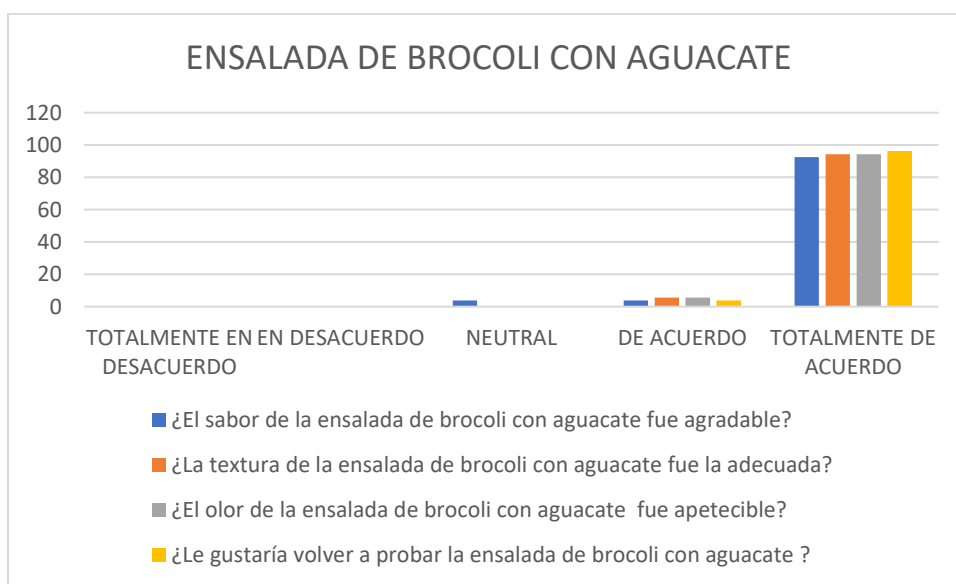 ENSALADA DE BROCOLI CON AGUACATE
120
100
80
60
40
20
0
TOTALMENTE EN DESACUERDO
EN DESACUERDO
NEUTRAL
DE ACUERDO
TOTALMENTE DE ACUERDO
¿El sabor de la ensalada de brocoli con aguacate fue agradable?
¿La textura de la ensalada de brocoli con aguacate fue la adecuada?
¿El olor de la ensalada de brocoli con aguacate  fue apetecible?
¿Le gustaría volver a probar la ensalada de brocoli con aguacate ?